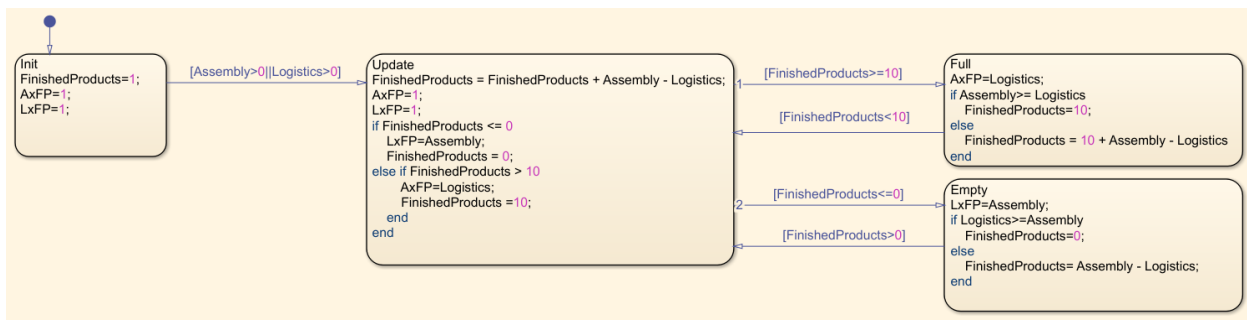 Init
FinishedProducts=1;
AxFP=1;
LxFP=1;
[Assembly>0||Logistics>0]
Update
FinishedProducts = FinishedProducts + Assembly - Logistics;
AxFP=1;
LxFP=1;
if FinishedProducts <= 0
LxFP=Assembly;
FinishedProducts = 0;
else if FinishedProducts > 10
AxFP=Logistics;
FinishedProducts =10;
end
end
1
[FinishedProducts>=10]
[FinishedProducts<10]
2
[FinishedProducts<=0]
[FinishedProducts>0]
Full
AxFP=Logistics;
if Assembly>= Logistics
FinishedProducts=10;
else
FinishedProducts = 10 + Assembly - Logistics
end
Empty
LxFP=Assembly;
if Logistics>=Assembly
FinishedProducts=0;
else
FinishedProducts= Assembly - Logistics;
end